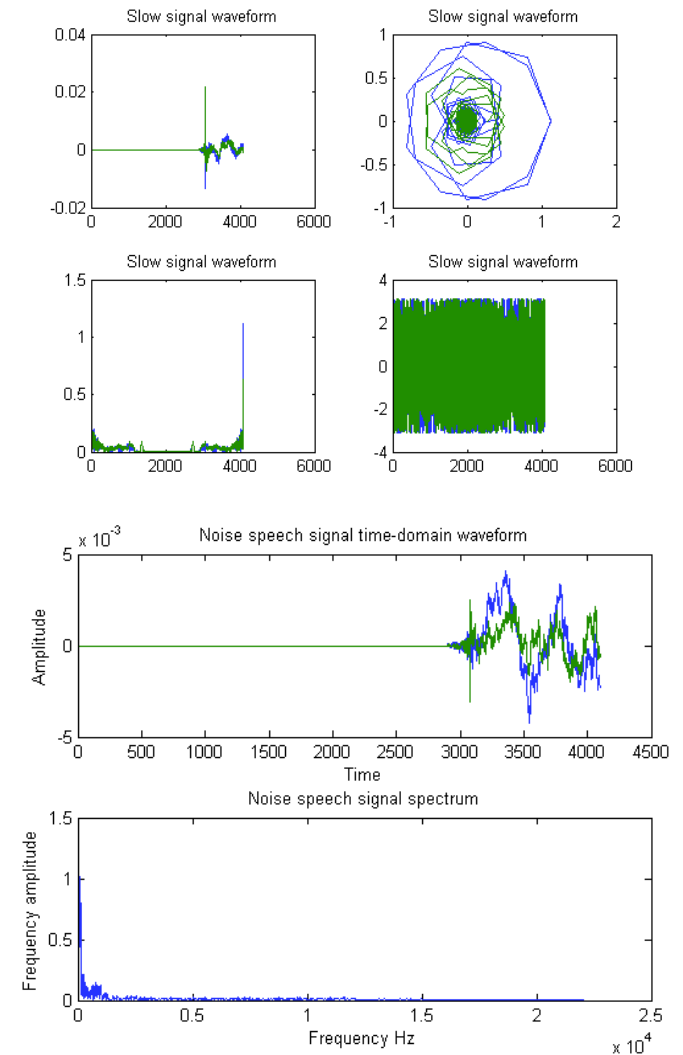 Slow signal waveform
0.04
0.02
0
-0.02
0 2000 4000 6000
Slow signal waveform
1
0.5
0
-0.5
-1
-1 0 1 2
Slow signal waveform
1.5
1
0.5
0
0 2000 4000 6000
Slow signal waveform
4
2
0
-2
-4
0 2000 4000 6000
x 10-3
Noise speech signal time-domain waveform
5
0
-5
Amplitude
0 500 1000 1500 2000 2500 3000 3500 4000 4500
Time
Noise speech signal spectrum
1.5
1
0.5
0
Frequency amplitude
0 0.5 1 1.5 2 2.5
Frequency Hz
x 10^4